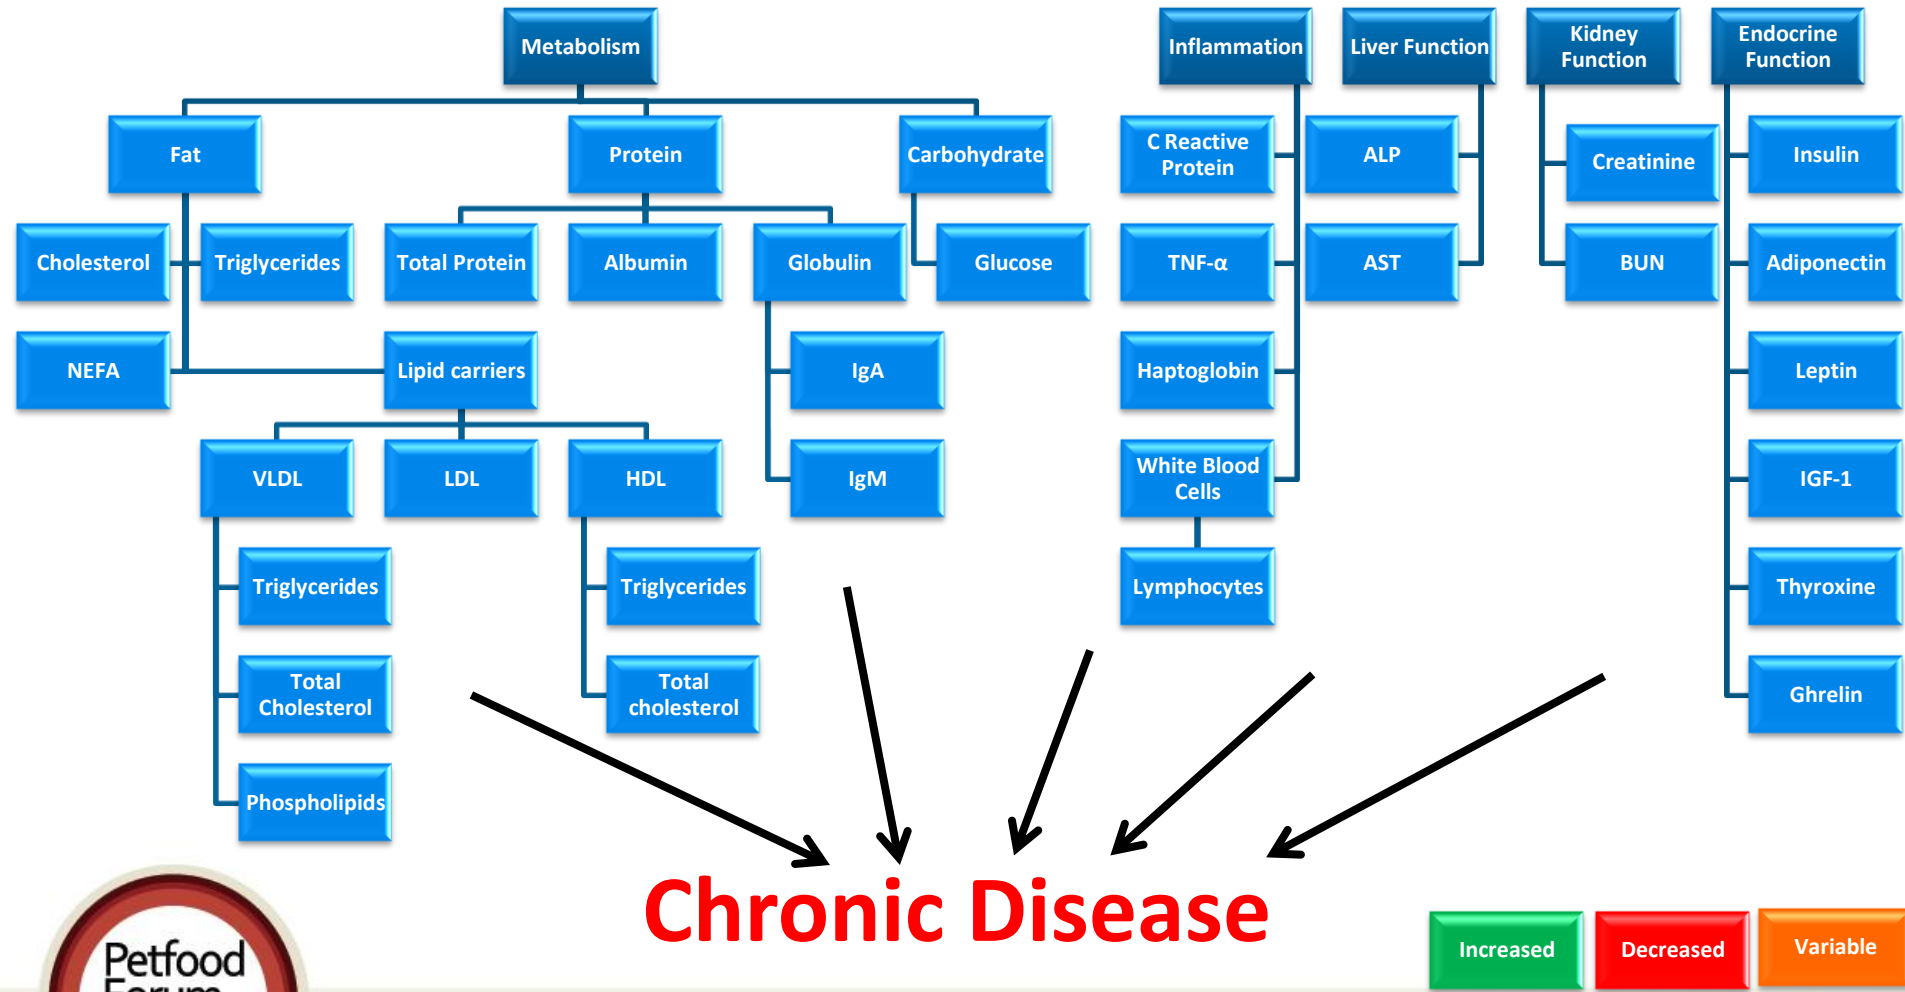 Metabolism
Inflammation
Liver Function
Kidney
Function
Endocrine
Function
Fat
Protein
Carbohydrate
C Reactive
Protein
ALP
Creatinine
Insulin
Cholesterol
Triglycerides
Total Protein
Albumin
Globulin
Glucose
TNF-α
AST
BUN
Adiponectin
NEFA
Lipid carriers
IgA
Haptoglobin
Leptin
VLDL
LDL
HDL
IgM
White Blood
Cells
IGF-1
Triglycerides
Triglycerides
Lymphocytes
Thyroxine
Total
Cholesterol
Total
cholesterol
Ghrelin
Phospholipids
Chronic Disease
Petfood
Forum
Increased
Decreased
Variable